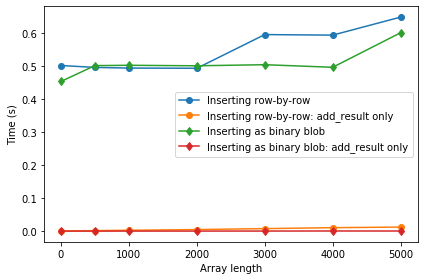 0.6
0.5
0.4
0.3
0.2
0.1
0.0
Time (s)
Inserting row-by-row
Inserting row-by-row: add_result only
Inserting as binary blob
Inserting as binary blob: add_result only
0 1000 2000 3000 4000 5000
Array length